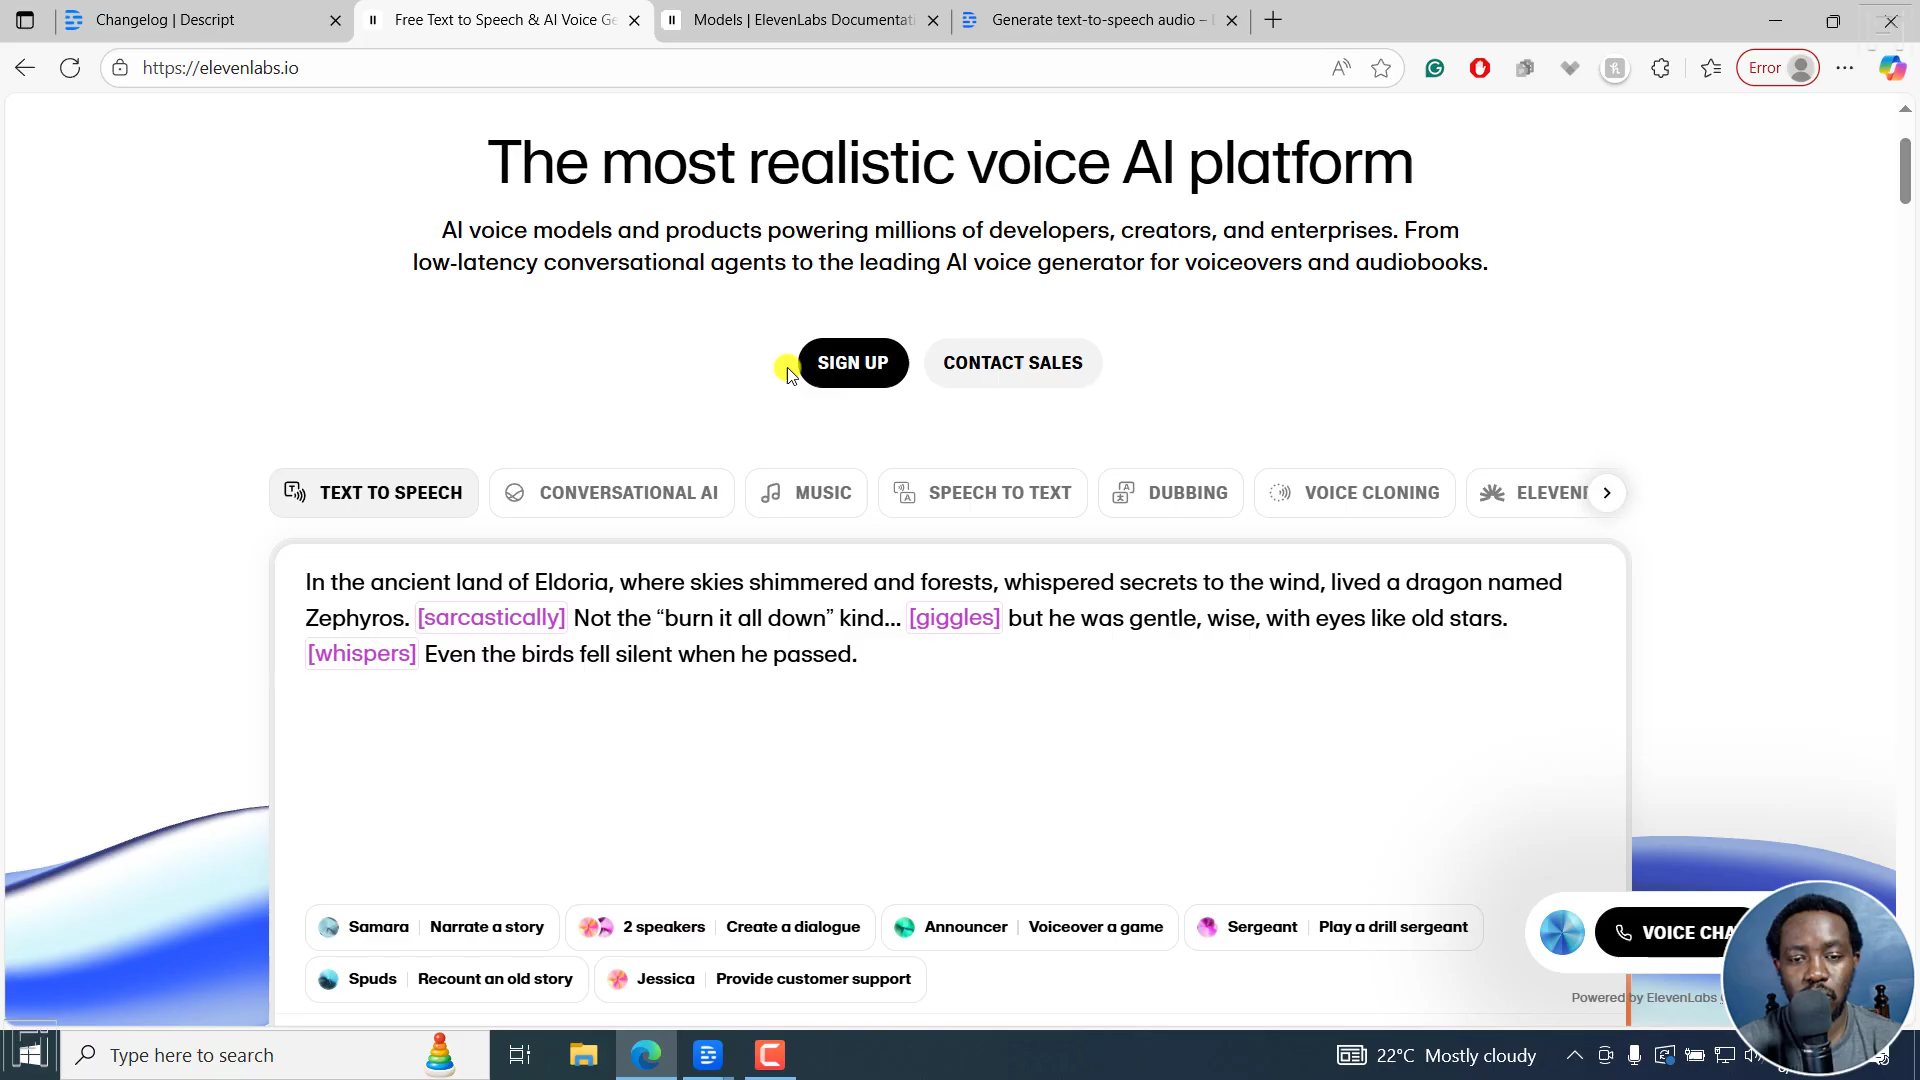 Changelog | Descript
Free Text to Speech & AI Voice Ge
Models | ElevenLabs Documentati
Generate text-to-speech audio –
https://elevenlabs.io
Error
The most realistic voice AI platform
AI voice models and products powering millions of developers, creators, and enterprises. From
low-latency conversational agents to the leading AI voice generator for voiceovers and audiobooks.
SIGN UP
CONTACT SALES
TEXT TO SPEECH
CONVERSATIONAL AI
MUSIC
SPEECH TO TEXT
DUBBING
VOICE CLONING
ELEVEN
In the ancient land of Eldoria, where skies shimmered and forests, whispered secrets to the wind, lived a dragon named
Zephyros. [sarcastically] Not the “burn it all down” kind... [giggles] but he was gentle, wise, with eyes like old stars.
[whispers] Even the birds fell silent when he passed.
Samara | Narrate a story
2 speakers | Create a dialogue
Announcer | Voiceover a game
Sergeant | Play a drill sergeant
VOICE CHA
Spuds | Recount an old story
Jessica | Provide customer support
Powered by ElevenLabs
Type here to search
22°C Mostly cloudy